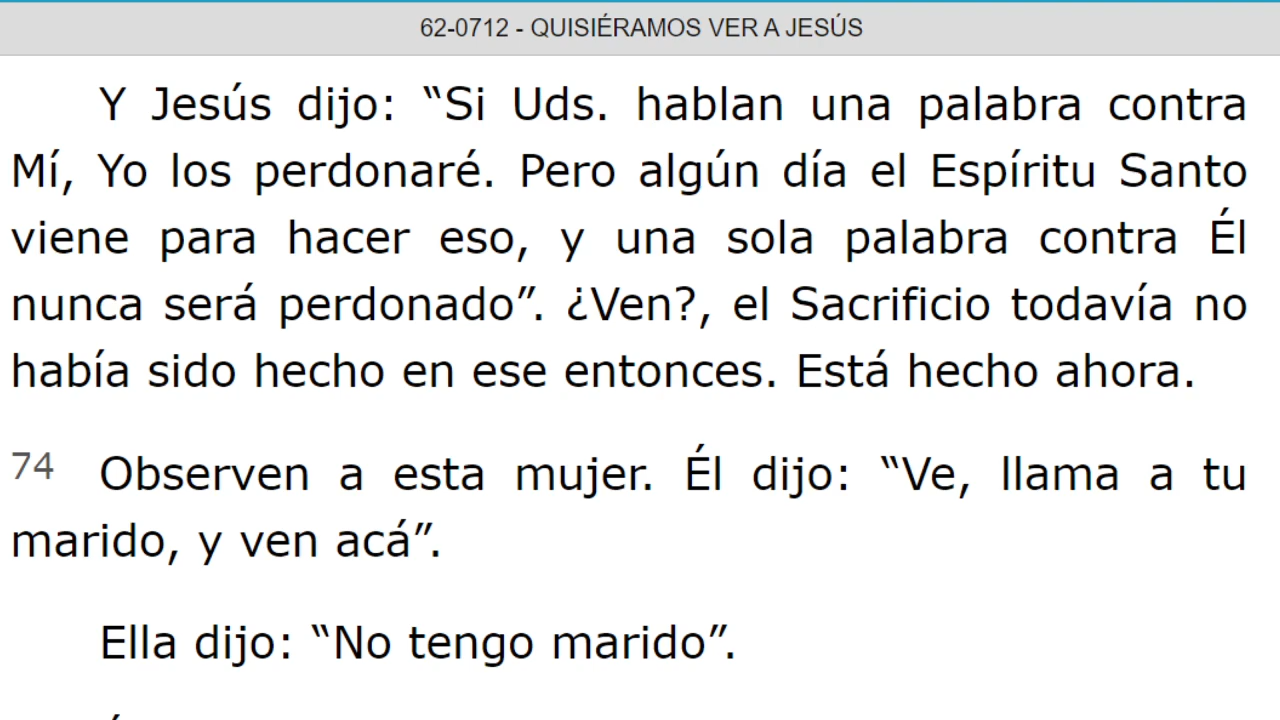 62-0712 - QUISIÉRAMOS VER A JESÚS
Y Jesús dijo: “Si Uds. hablan una palabra contra
Mí, Yo los perdonaré. Pero algún día el Espíritu Santo
viene para hacer eso, y una sola palabra contra Él
nunca será perdonado”. ¿Ven?, el Sacrificio todavía no
había sido hecho en ese entonces. Está hecho ahora.
74 Observen a esta mujer. Él dijo: “Ve, llama a tu
marido, y ven acá”.
Ella dijo: “No tengo marido”.